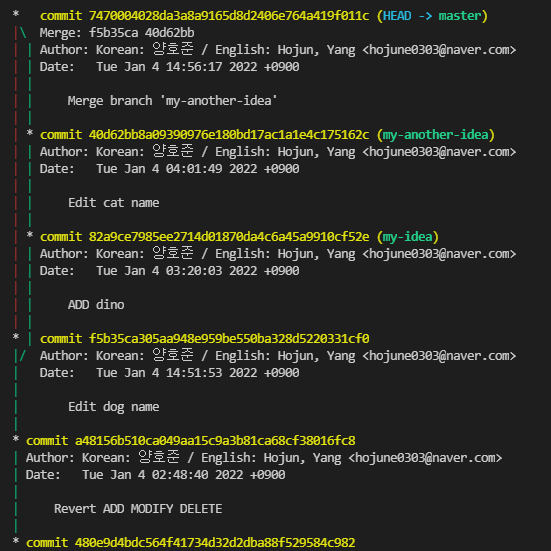 * commit 7470004028da3a8a9165d8d2406e764a419f011c (HEAD -> master)
|\ Merge: f5b35ca 40d62bb
| | Author: Korean: 양호준 / English: Hojun, Yang <hojune0303@naver.com>
| | Date: Tue Jan 4 14:56:17 2022 +0900
| |
| | Merge branch 'my-another-idea'
| |
| * commit 40d62bb8a09390976e180bd17ac1a1e4c175162c (my-another-idea)
| | Author: Korean: 양호준 / English: Hojun, Yang <hojune0303@naver.com>
| | Date: Tue Jan 4 04:01:49 2022 +0900
| |
| | Edit cat name
| |
| * commit 82a9ce7985ee2714d01870da4c6a45a9910cf52e (my-idea)
| | Author: Korean: 양호준 / English: Hojun, Yang <hojune0303@naver.com>
| | Date: Tue Jan 4 03:20:03 2022 +0900
| |
| | ADD dino
| |
* | commit f5b35ca305aa948e959be550ba328d5220331cf0
|/ Author: Korean: 양호준 / English: Hojun, Yang <hojune0303@naver.com>
| Date: Tue Jan 4 14:51:53 2022 +0900
|
| Edit dog name
|
* commit a48156b510ca049aa15c9a3b81ca68cf38016fc8
| Author: Korean: 양호준 / English: Hojun, Yang <hojune0303@naver.com>
| Date: Tue Jan 4 02:48:40 2022 +0900
|
| Revert ADD MODIFY DELETE
|
* commit 480e9d4bdc564f41734d32d2dba88f529584c982